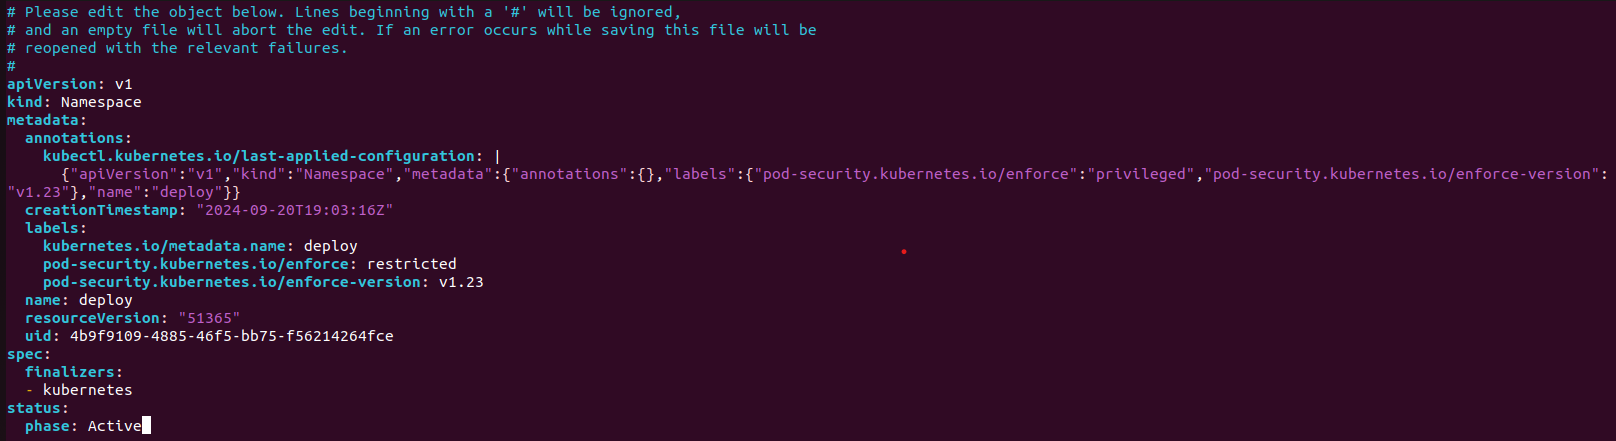 # Please edit the object below. Lines beginning with a '#' will be ignored,
# and an empty file will abort the edit. If an error occurs while saving this file will be
# reopened with the relevant failures.
#
apiVersion: v1
kind: Namespace
metadata:
  annotations:
    kubectl.kubernetes.io/last-applied-configuration: |
      {"apiVersion":"v1","kind":"Namespace","metadata":{"annotations":{},"labels":{"pod-security.kubernetes.io/enforce":"privileged","pod-security.kubernetes.io/enforce-version":
"v1.23"},"name":"deploy"}}
  creationTimestamp: "2024-09-20T19:03:16Z"
  labels:
    kubernetes.io/metadata.name: deploy
    pod-security.kubernetes.io/enforce: restricted
    pod-security.kubernetes.io/enforce-version: v1.23
  name: deploy
  resourceVersion: "51365"
  uid: 4b9f9109-4885-46f5-bb75-f56214264fce
spec:
  finalizers:
  - kubernetes
status:
  phase: Active